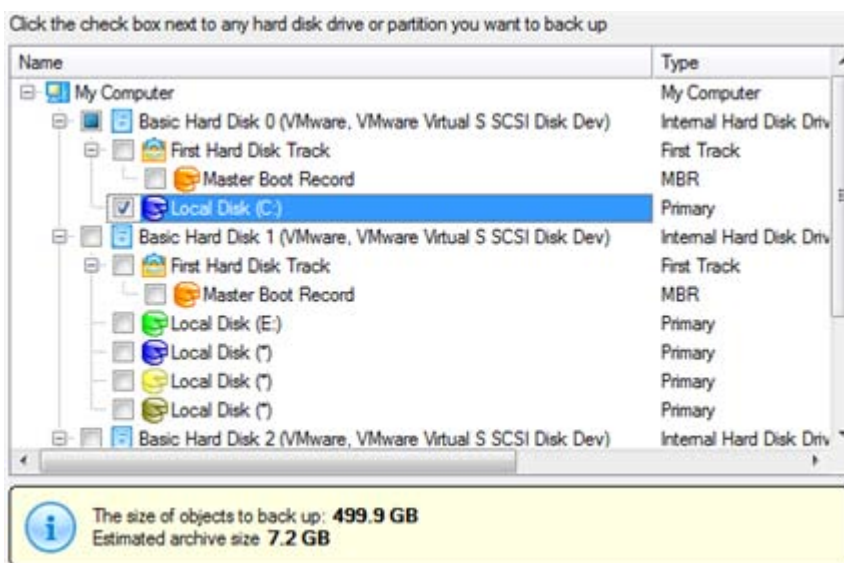 Click the check box next to any hard disk drive or partition you want to back up
Name Type
My Computer My Computer
Basic Hard Disk 0 (VMware, VMware Virtual S SCSI Disk Dev) Internal Hard Disk Driv
First Hard Disk Track First Track
Master Boot Record MBR
Local Disk (C:) Primary
Basic Hard Disk 1 (VMware, VMware Virtual S SCSI Disk Dev) Internal Hard Disk Driv
First Hard Disk Track First Track
Master Boot Record MBR
Local Disk (E:) Primary
Local Disk (*) Primary
Local Disk (*) Primary
Local Disk (*) Primary
Basic Hard Disk 2 (VMware, VMware Virtual S SCSI Disk Dev) Internal Hard Disk Driv
The size of objects to back up: 499.9 GB
Estimated archive size 7.2 GB